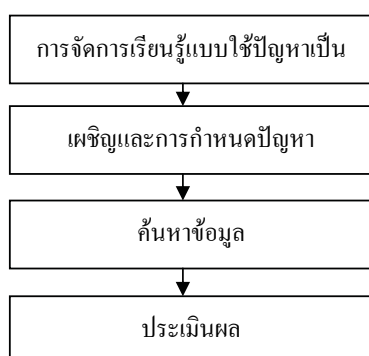 การจัดการเรียนรู้แบบใช้ปัญหาเป็น
เผชิญและการกำหนดปัญหา
ค้นหาข้อมูล
ประเมินผล